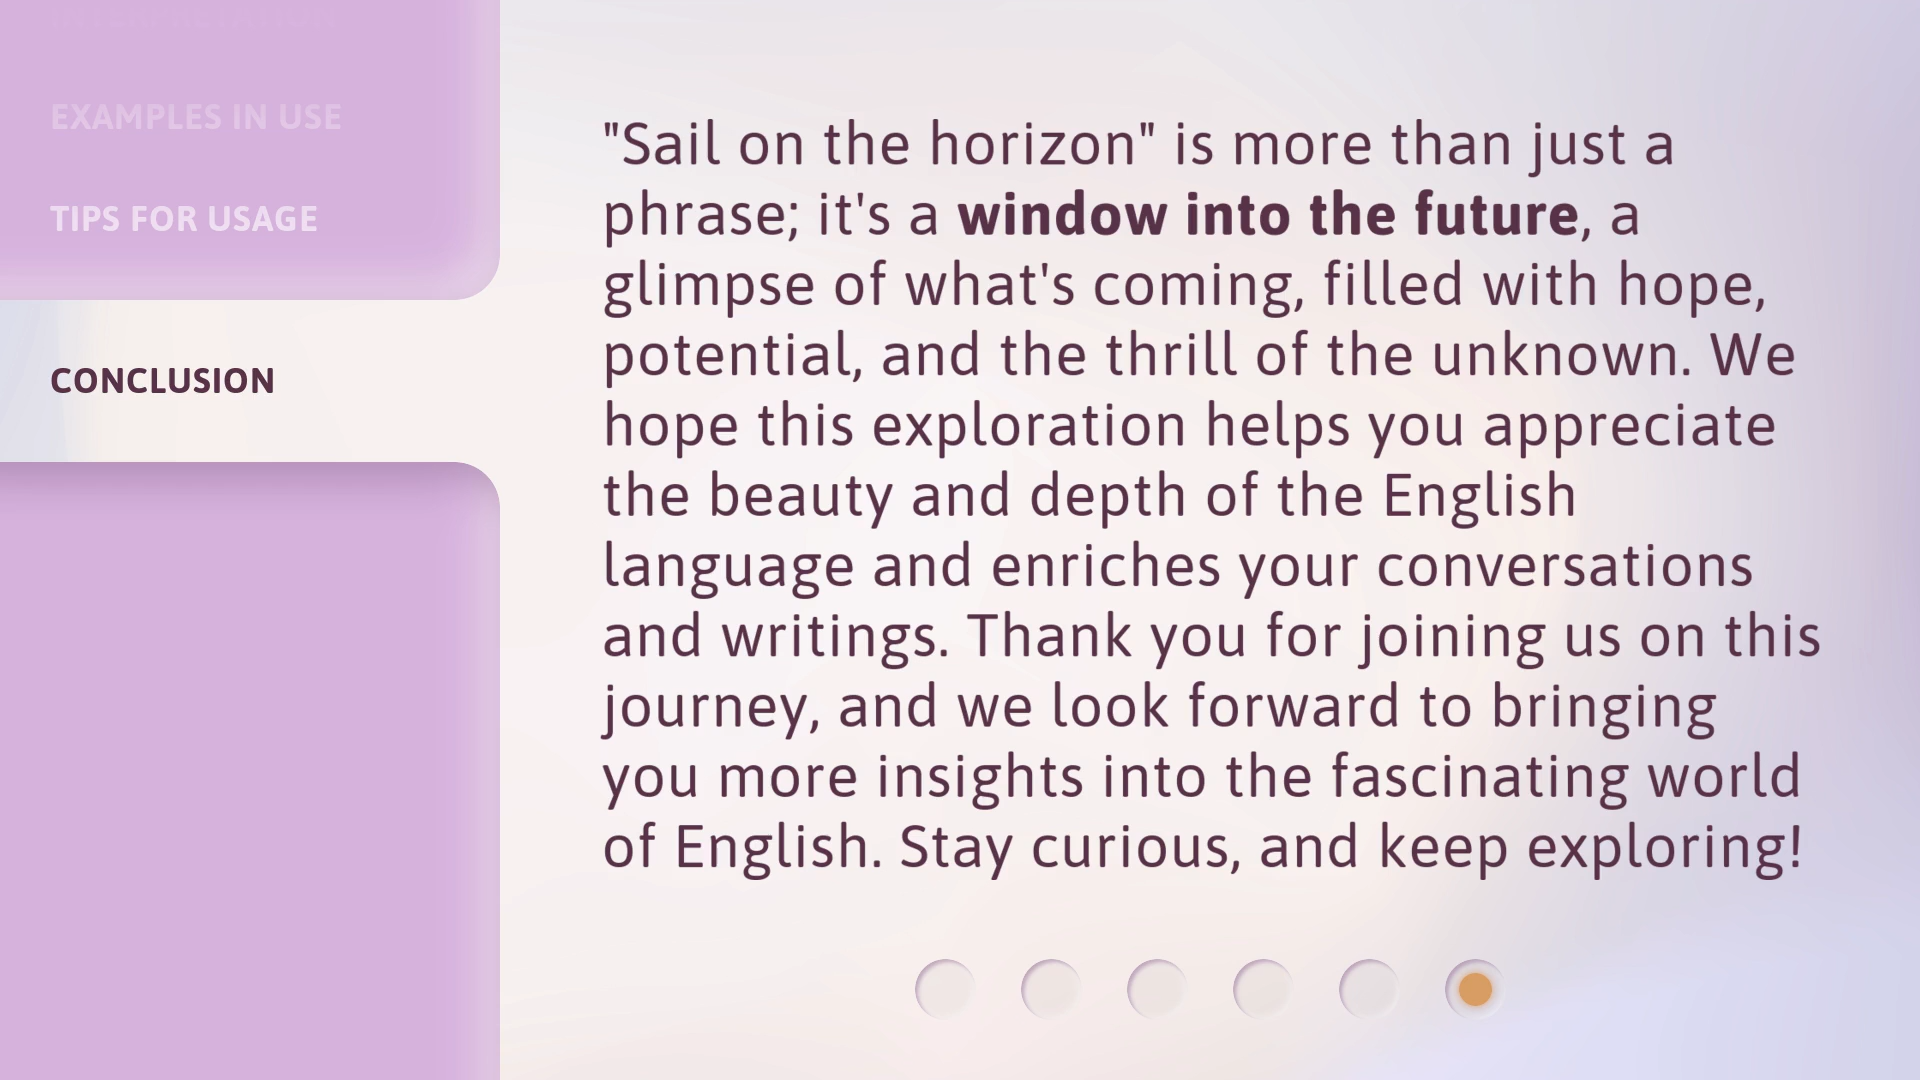 INTERPRETATION
EXAMPLES IN USE
TIPS FOR USAGE
CONCLUSION
"Sail on the horizon" is more than just a
phrase; it's a window into the future, a
glimpse of what's coming, filled with hope,
potential, and the thrill of the unknown. We
hope this exploration helps you appreciate
the beauty and depth of the English
language and enriches your conversations
and writings. Thank you for joining us on this
journey, and we look forward to bringing
you more insights into the fascinating world
of English. Stay curious, and keep exploring!